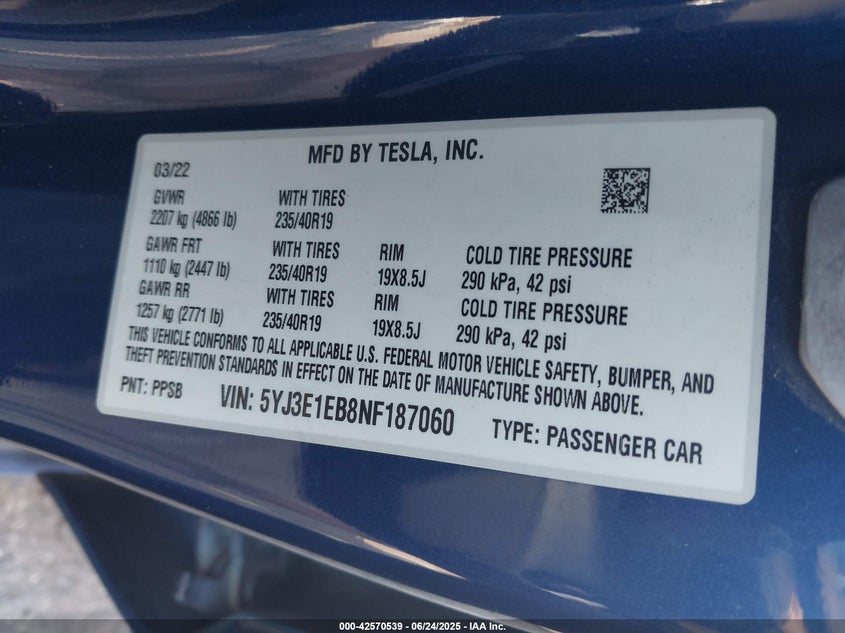 MFD BY TESLA, INC.
03/22
GVWR WITH TIRES
2207 kg (4866 lb) 235/40R19
GAWR FRT WITH TIRES RIM COLD TIRE PRESSURE
1110 kg (2447 lb) 235/40R19 19X8.5J 290 kPa, 42 psi
GAWR RR WITH TIRES RIM COLD TIRE PRESSURE
1257 kg (2771 lb) 235/40R19 19X8.5J 290 kPa, 42 psi
THIS VEHICLE CONFORMS TO ALL APPLICABLE U.S. FEDERAL MOTOR VEHICLE SAFETY, BUMPER, AND
THEFT PREVENTION STANDARDS IN EFFECT ON THE DATE OF MANUFACTURE SHOWN ABOVE.
PNT: PPSB VIN: 5YJ3E1EB8NF187060 TYPE: PASSENGER CAR
000-42570539 - 06/24/2025 - IAA Inc.